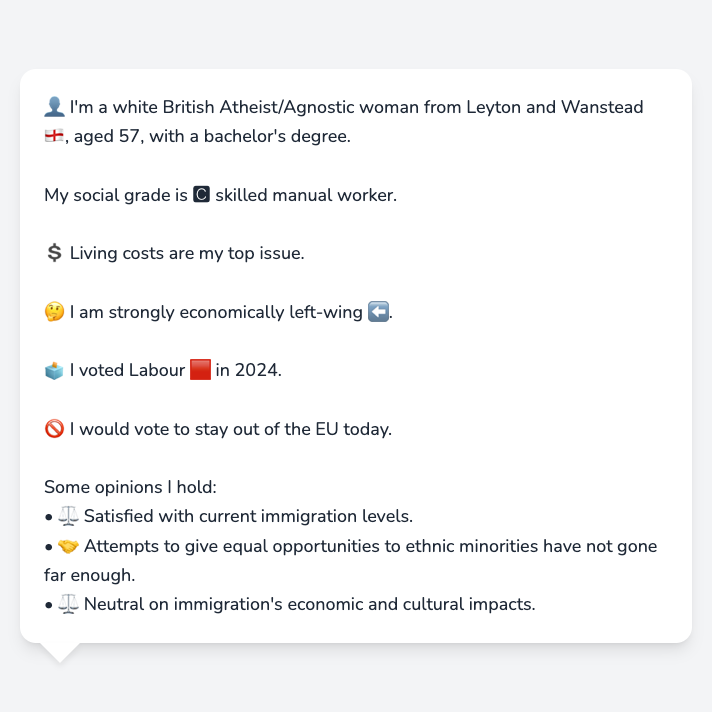 👤 I'm a white British Atheist/Agnostic woman from Leyton and Wanstead
🏴󠁧󠁢󠁥󠁮󠁧󠁿, aged 57, with a bachelor's degree.
My social grade is 🅲 skilled manual worker.
💲 Living costs are my top issue.
🤔 I am strongly economically left-wing ⬅️.
🗳️ I voted Labour 🟥 in 2024.
🚫 I would vote to stay out of the EU today.
Some opinions I hold:
• ⚖️ Satisfied with current immigration levels.
• 🤝 Attempts to give equal opportunities to ethnic minorities have not gone
far enough.
• ⚖️ Neutral on immigration's economic and cultural impacts.